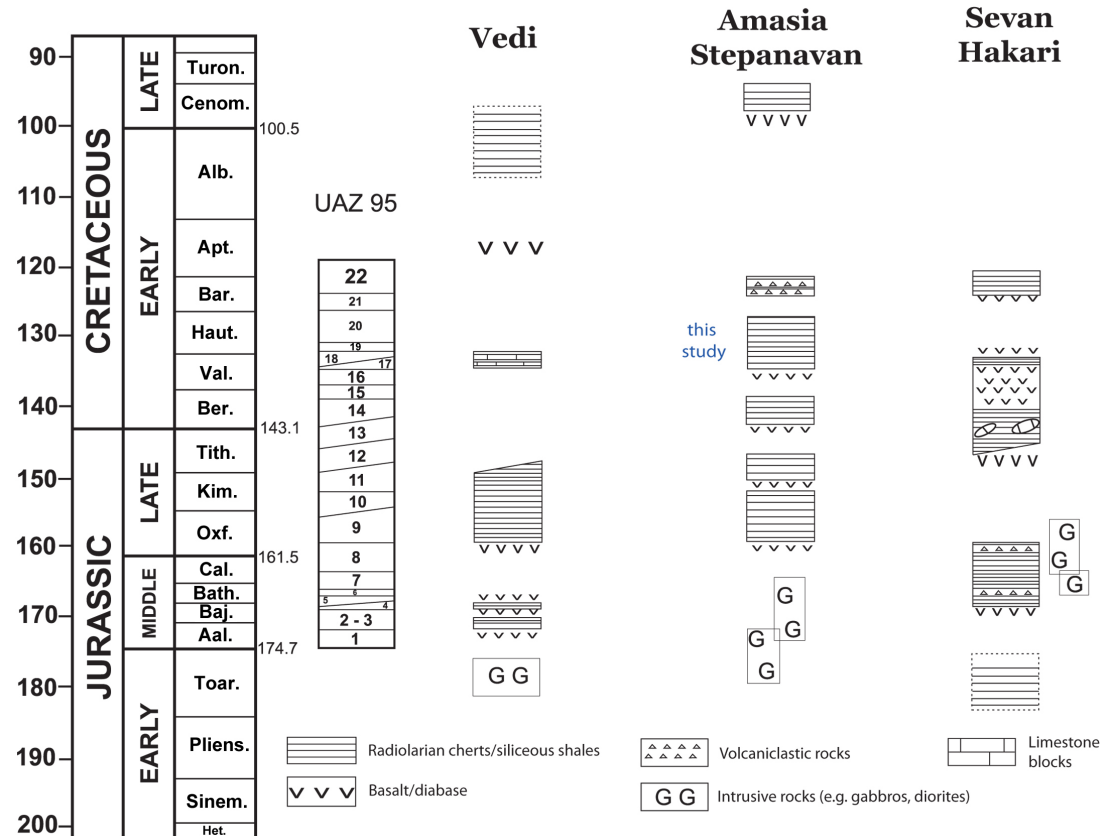 Vedi
Amasia
Stepanavan
Sevan
Hakari
90
100
110
120
130
140
150
160
170
180
190
200
CRETACEOUS
JURASSIC
LATE
EARLY
LATE
MIDDLE
EARLY
Turon.
Cenom.
100.5
Alb.
Apt.
Bar.
Haut.
Val.
Ber.
143.1
Tith.
Kim.
Oxf.
161.5
Cal.
Bath.
Baj.
Aal.
174.7
Toar.
Pliens.
Sinem.
Het.
UAZ 95
22
21
20
19
18
17
16
15
14
13
12
11
10
9
8
7
6
5
4
2 - 3
1
this
study
G G
G
G
G
G
G
G
G
Radiolarian cherts/siliceous shales
Basalt/diabase
Volcaniclastic rocks
G G
Intrusive rocks (e.g. gabbros, diorites)
Limestone
blocks